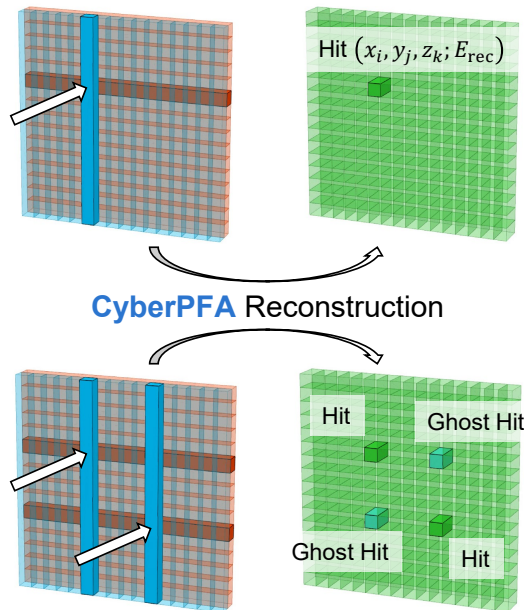 Hit (x_i, y_j, z_k; E_rec)
CyberPFA Reconstruction
Hit
Ghost Hit
Ghost Hit
Hit